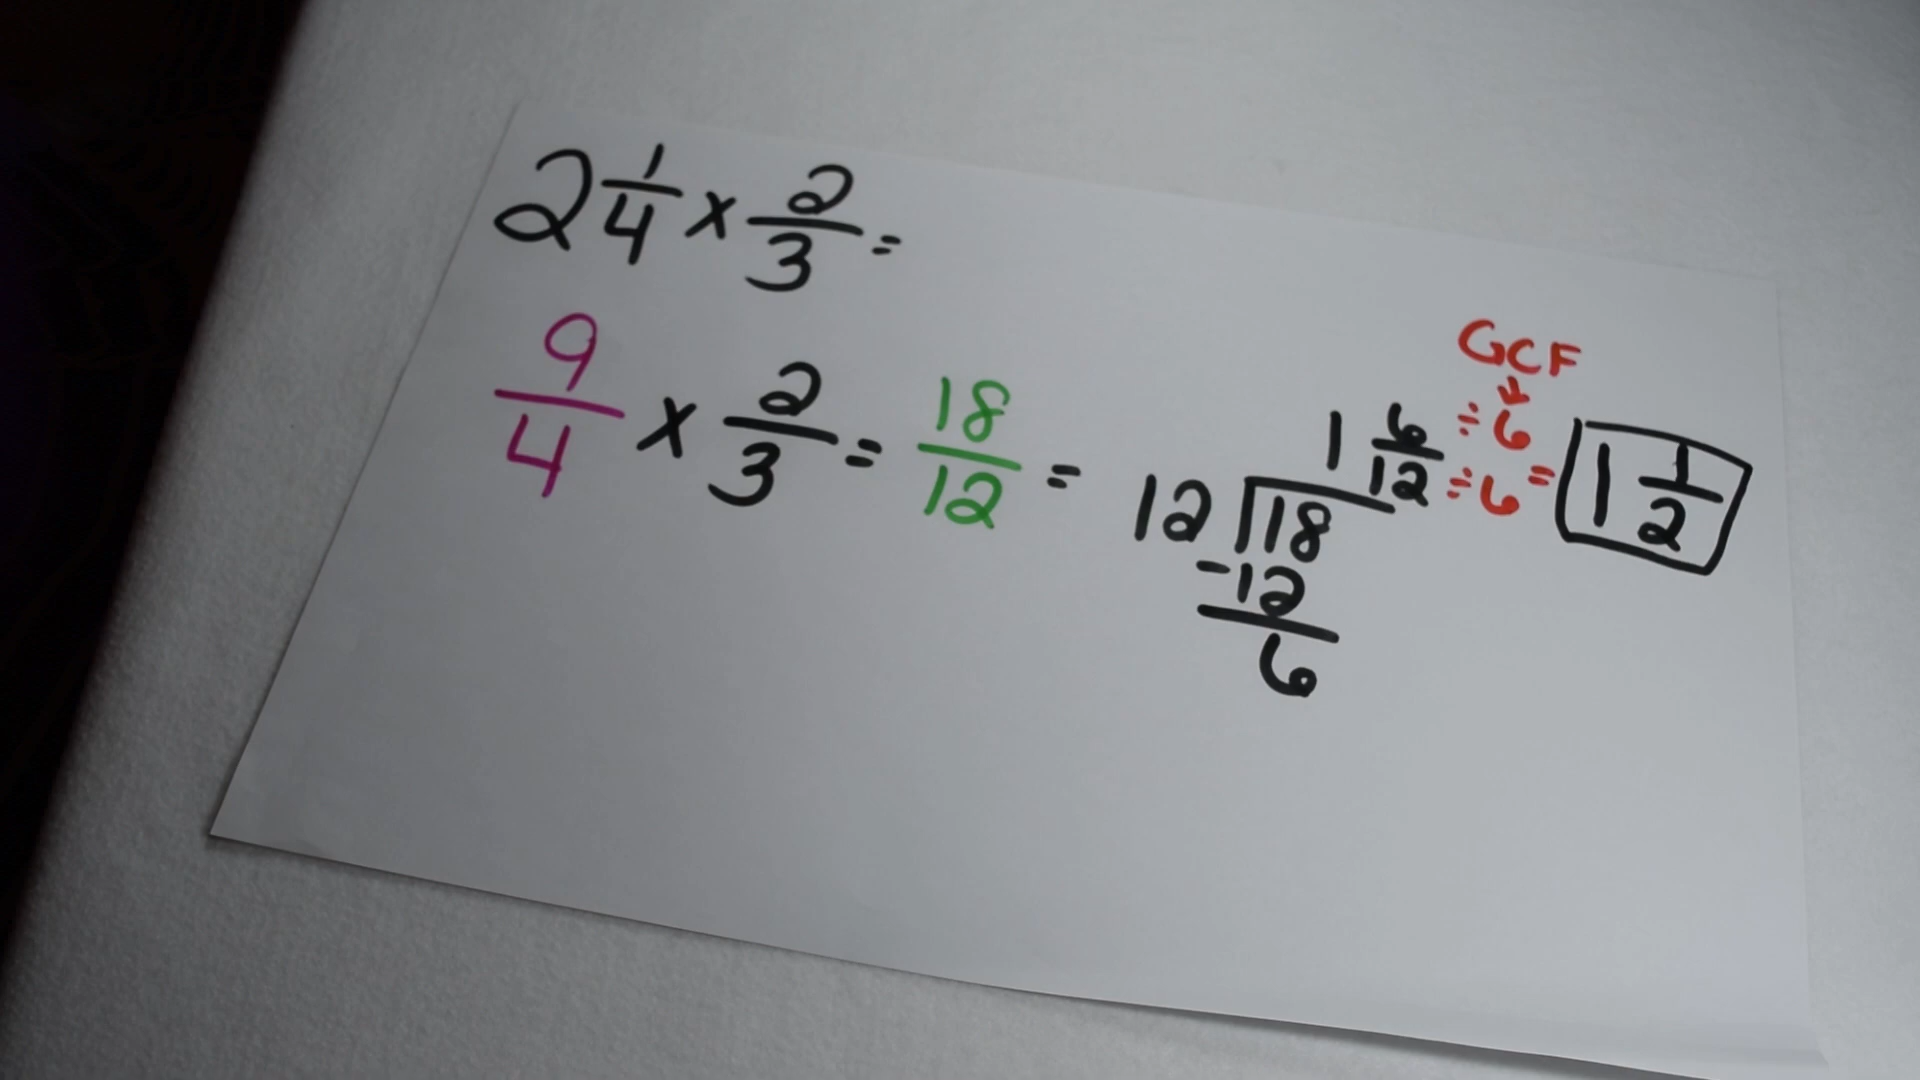 2 1/4 x 2/3 =
GCF
9/4 x 2/3 = 18/12 = 12 ⟌ 18 1 6/12 ÷6 ÷6 = 1 1/2
-12
6